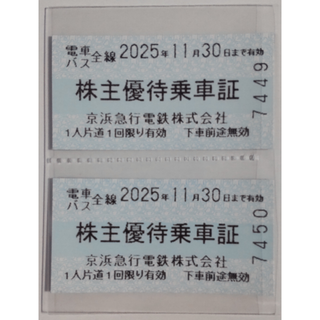 電車バス全線 2025年11月30日まで有効
株主優待乗車証
京浜急行電鉄株式会社
1人片道1回限り有効 下車前途無効
7449
電車バス全線 2025年11月30日まで有効
株主優待乗車証
京浜急行電鉄株式会社
1人片道1回限り有効 下車前途無効
7450